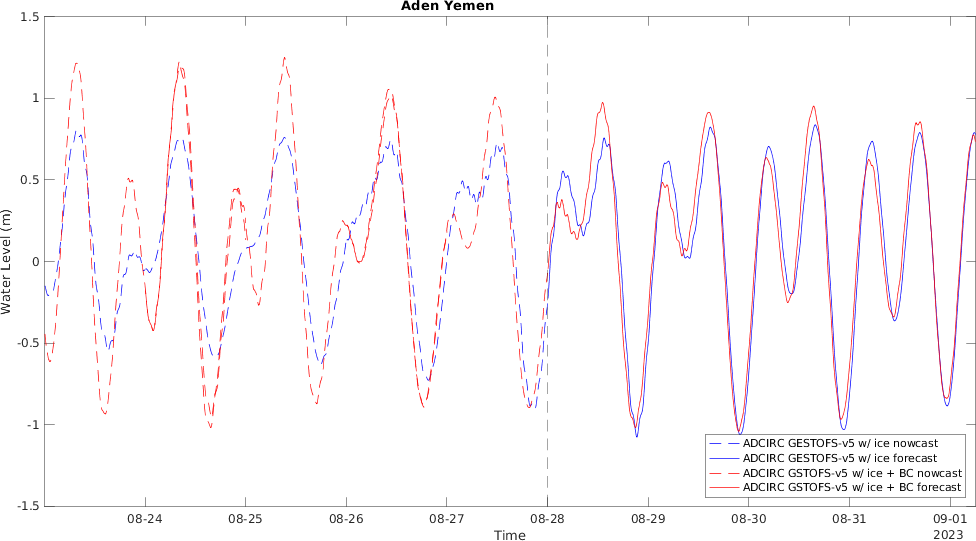 Aden Yemen
1.5
1
0.5
0
-0.5
-1
-1.5
Water Level (m)
08-24 08-25 08-26 08-27 08-28 08-29 08-30 08-31 09-01
2023
Time
ADCIRC GESTOFS-v5 w/ ice nowcast
ADCIRC GESTOFS-v5 w/ ice forecast
ADCIRC GSTOFS-v5 w/ ice + BC nowcast
ADCIRC GSTOFS-v5 w/ ice + BC forecast